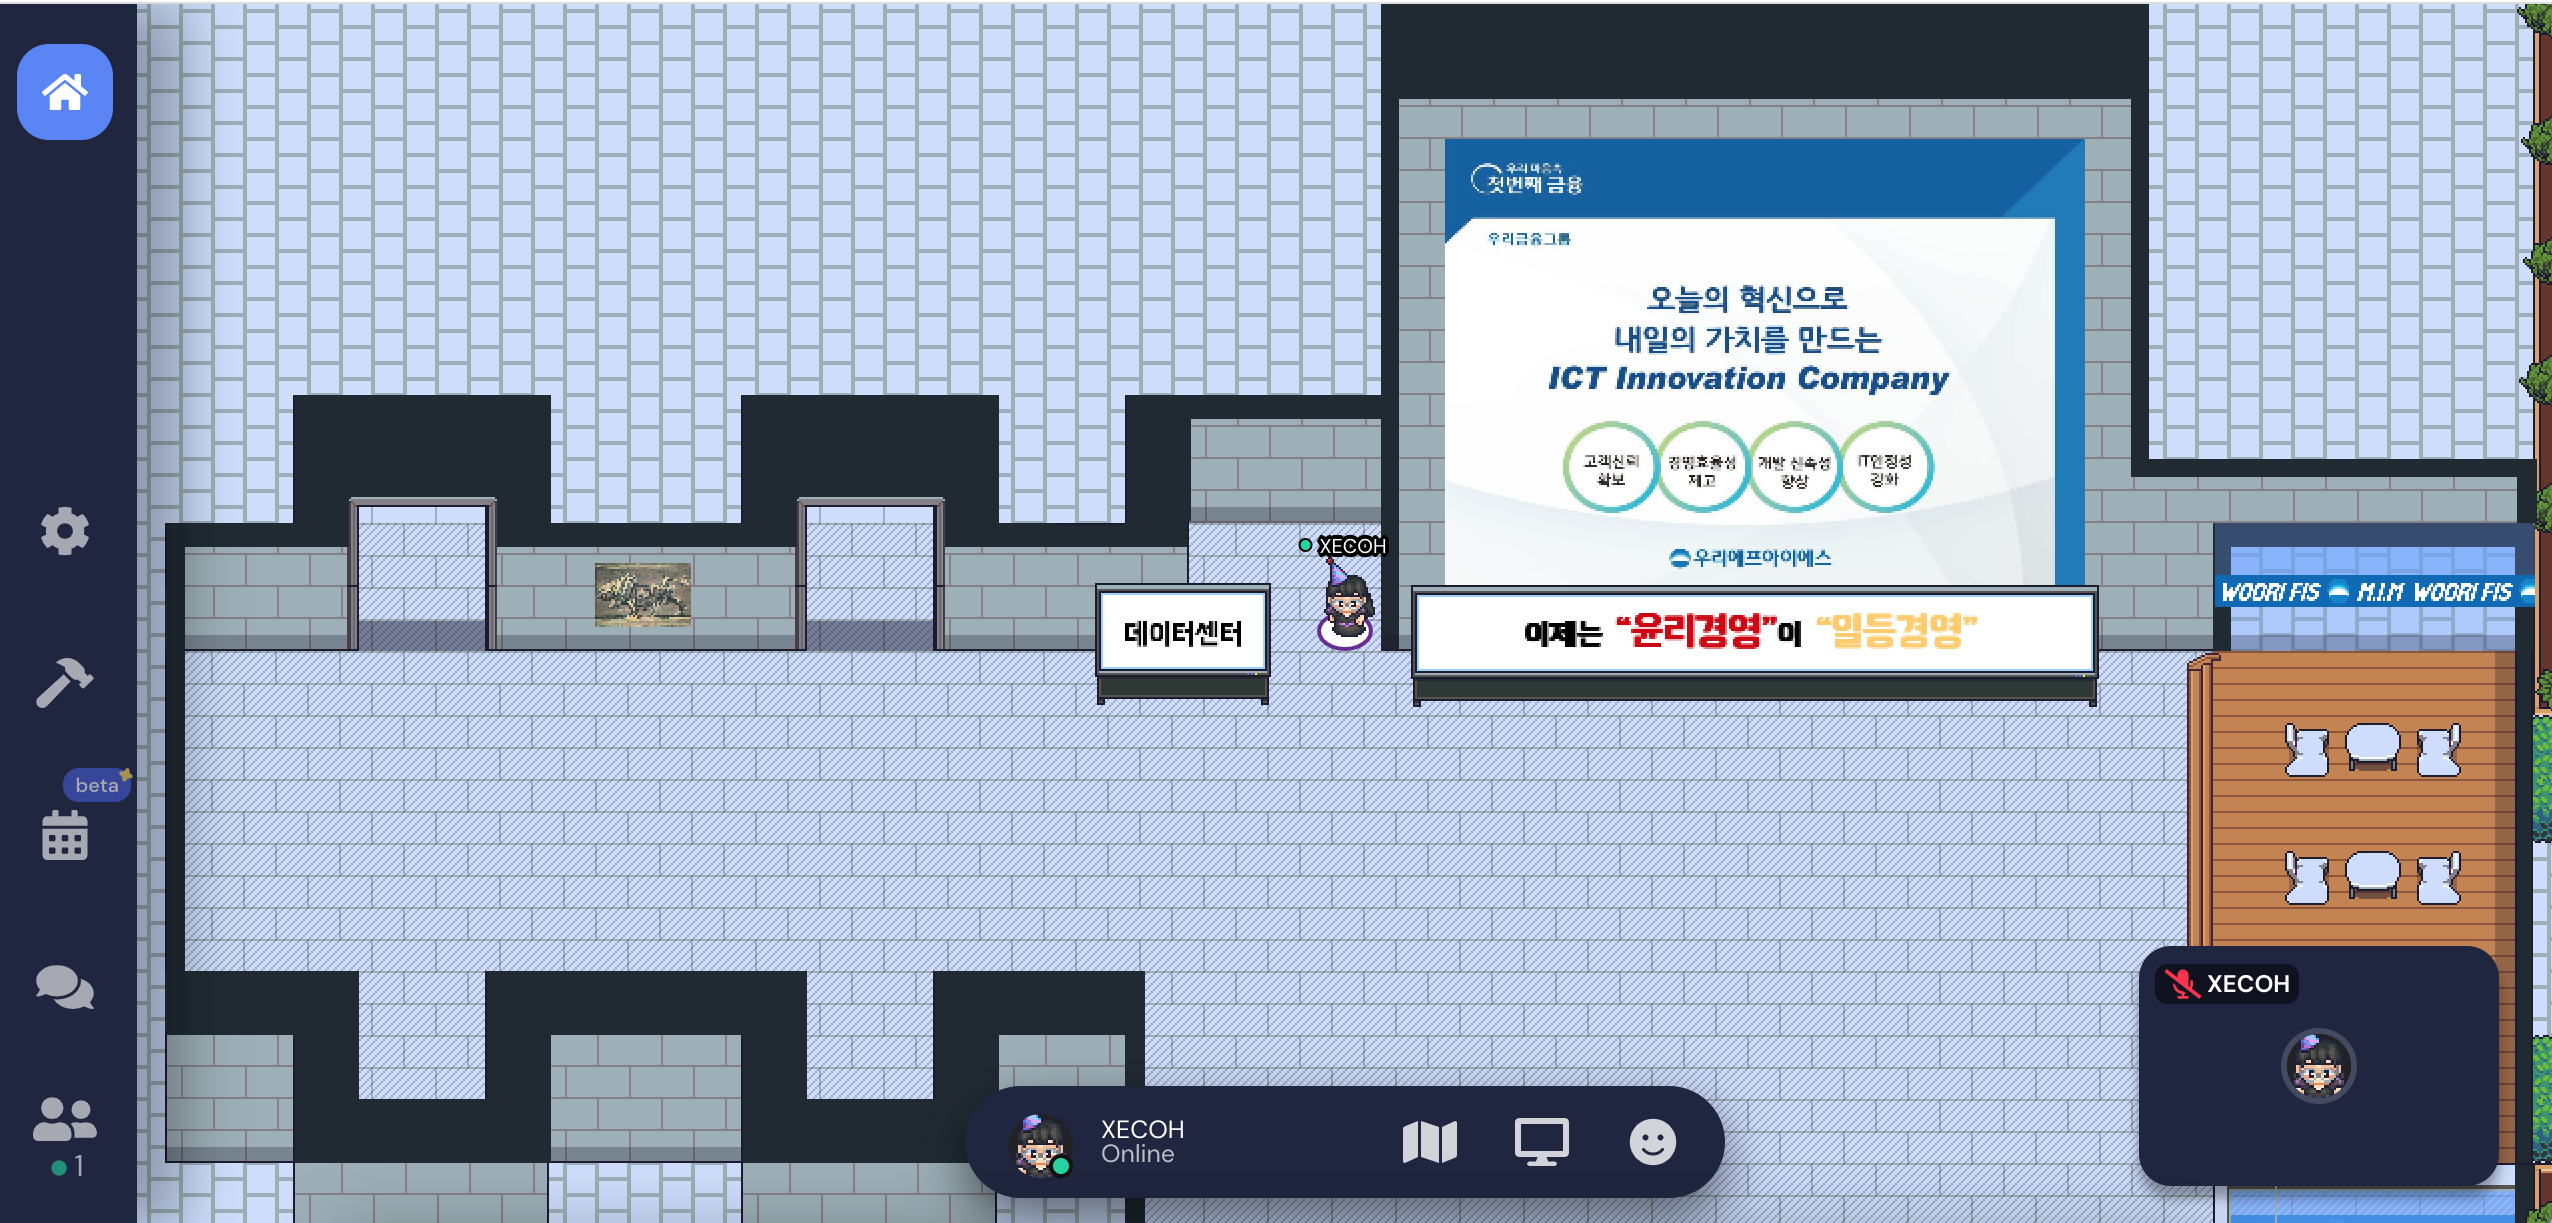 우리 마음속
첫번째 금융
우리금융그룹
오늘의 혁신으로
내일의 가치를 만드는
ICT Innovation Company
고객신뢰
확보
경영효율성
제고
개발 신속성
향상
IT안정성
강화
우리에프아이에스
XECOH
WOORI FIS M.I.M WOORI FIS
데이터센터
이제는 “윤리경영”이 “일등경영”
beta
XECOH
XECOH
Online
1